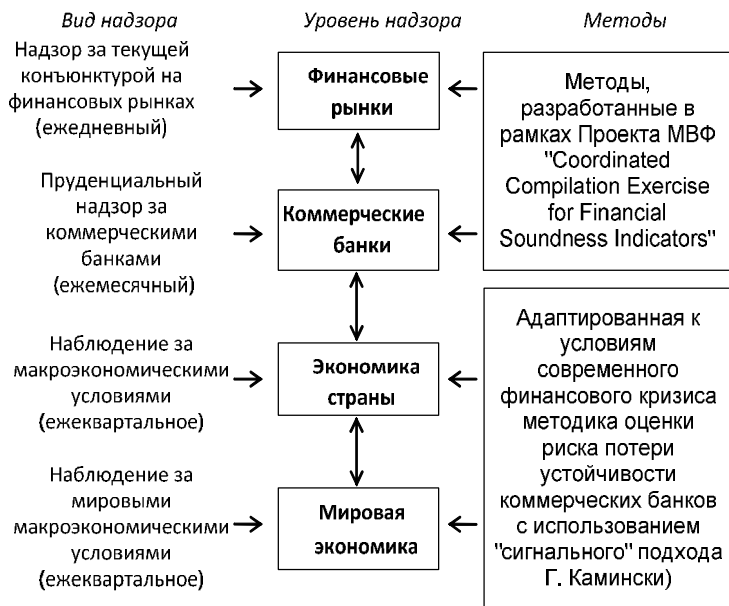 Вид надзора
Уровень надзора
Методы
Надзор за текущей
конъюнктурой на
финансовых рынках
(ежедневный)
Финансовые
рынки
Методы,
разработанные в
рамках Проекта МВФ
"Coordinated
Compilation Exercise
for Financial
Soundness Indicators"
Пруденциальный
надзор за
коммерческими
банками
(ежемесячный)
Коммерческие
банки
Наблюдение за
макроэкономическими
условиями
(ежеквартальное)
Экономика
страны
Адаптированная к
условиям
современного
финансового кризиса
методика оценки
риска потери
устойчивости
коммерческих банков
с использованием
"сигнального" подхода
Г. Камински)
Наблюдение за
мировыми
макроэкономическими
условиями
(ежеквартальное)
Мировая
экономика